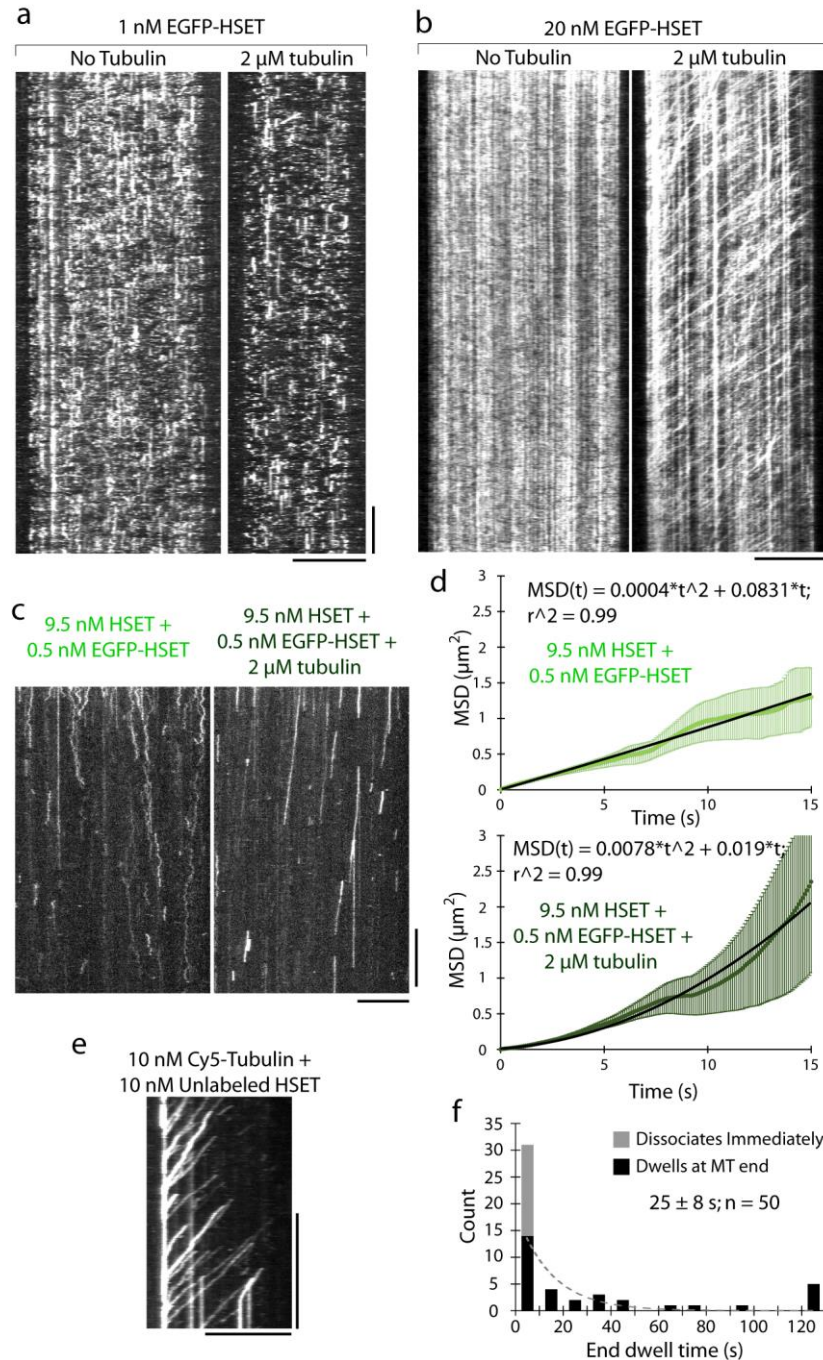 a
1 nM EGFP-HSET
No Tubulin
2 µM tubulin
b
20 nM EGFP-HSET
No Tubulin
2 µM tubulin
c
9.5 nM HSET +
0.5 nM EGFP-HSET
9.5 nM HSET +
0.5 nM EGFP-HSET +
2 µM tubulin
d
MSD(t) = 0.0004*t^2 + 0.0831*t;
r^2 = 0.99
9.5 nM HSET +
0.5 nM EGFP-HSET
MSD (µm²)
3
2.5
2
1.5
1
0.5
0
0
5
10
15
Time (s)
MSD(t) = 0.0078*t^2 + 0.019*t;
r^2 = 0.99
9.5 nM HSET +
0.5 nM EGFP-HSET +
2 µM tubulin
MSD (µm²)
3
2.5
2
1.5
1
0.5
0
0
5
10
15
Time (s)
e
10 nM Cy5-Tubulin +
10 nM Unlabeled HSET
f
Dissociates Immediately
Dwells at MT end
25 ± 8 s; n = 50
Count
35
30
25
20
15
10
5
0
0
20
40
60
80
100
120
End dwell time (s)